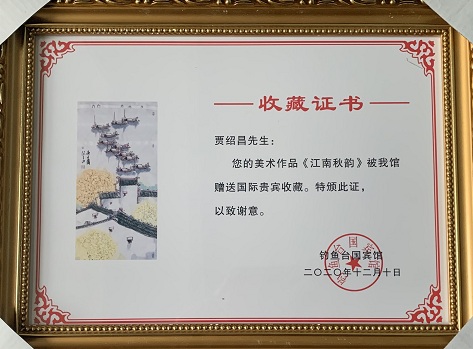 收藏证书
贾绍昌先生：
您的美术作品《江南秋韵》被我馆
赠送国际贵宾收藏。特颁此证，
以致谢意。
钓鱼台国宾馆
二〇二〇年十二月十日